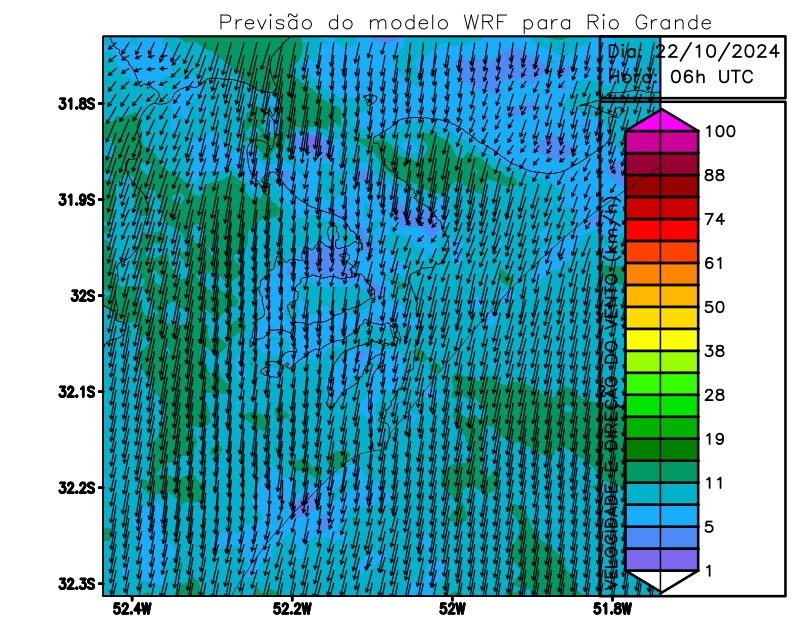 Previsão do modelo WRF para Rio Grande
Dia: 22/10/2024
Hora: 06h UTC
31.8S
31.9S
32S
32.1S
32.2S
32.3S
52.4W
52.2W
52W
51.8W
VELOCIDADE E DIREÇÃO DO VENTO (km/h)
100
88
74
61
50
38
28
19
11
5
1